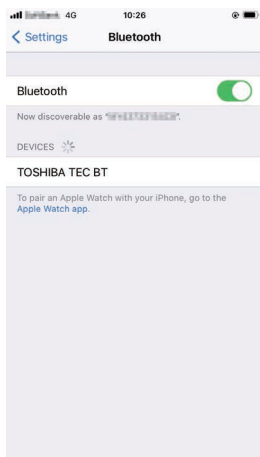 4G 10:26
Settings Bluetooth
Bluetooth
Now discoverable as "
DEVICES
TOSHIBA TEC BT
To pair an Apple Watch with your iPhone, go to the
Apple Watch app.